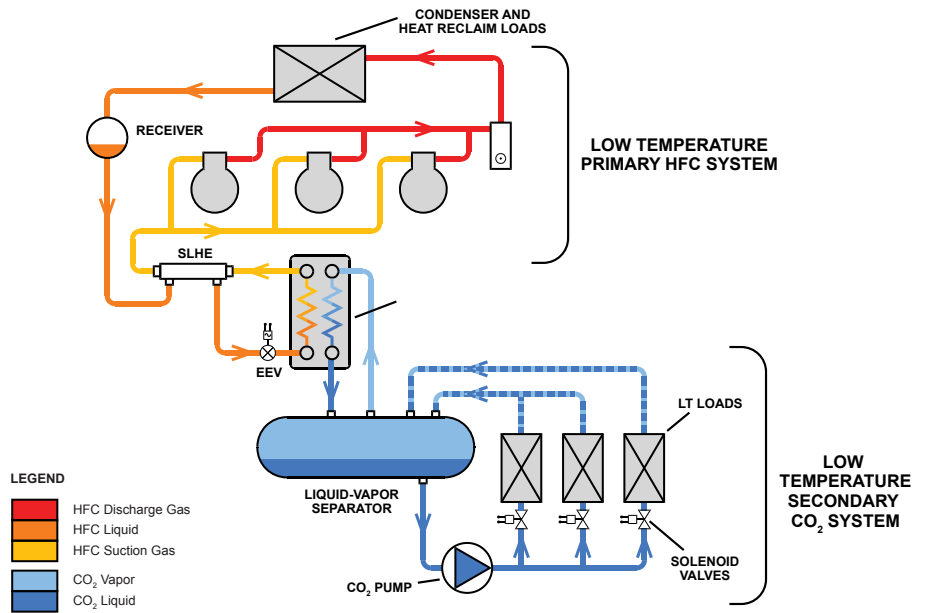 CONDENSER AND
HEAT RECLAIM LOADS
RECEIVER
LOW TEMPERATURE
PRIMARY HFC SYSTEM
SLHE
EEV
LT LOADS
LIQUID-VAPOR
SEPARATOR
LOW
TEMPERATURE
SECONDARY
CO₂ SYSTEM
SOLENOID
VALVES
CO₂ PUMP
LEGEND
HFC Discharge Gas
HFC Liquid
HFC Suction Gas
CO₂ Vapor
CO₂ Liquid